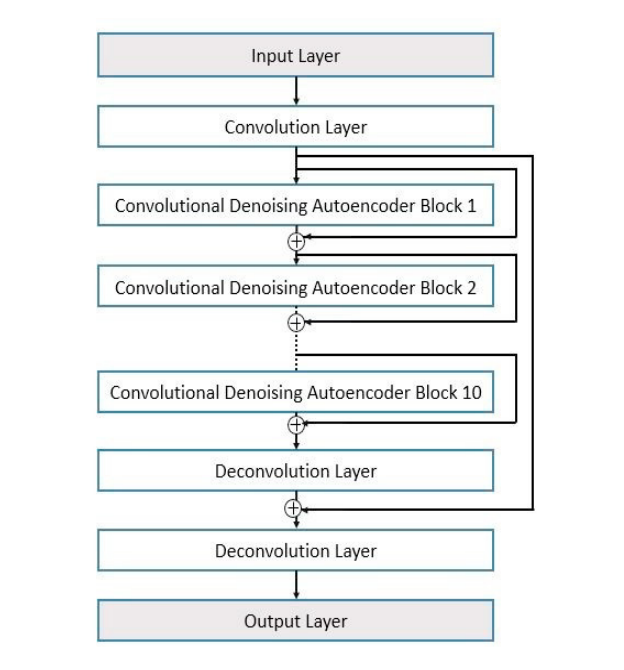 Input Layer
Convolution Layer
Convolutional Denoising Autoencoder Block 1
Convolutional Denoising Autoencoder Block 2
Convolutional Denoising Autoencoder Block 10
Deconvolution Layer
Deconvolution Layer
Output Layer